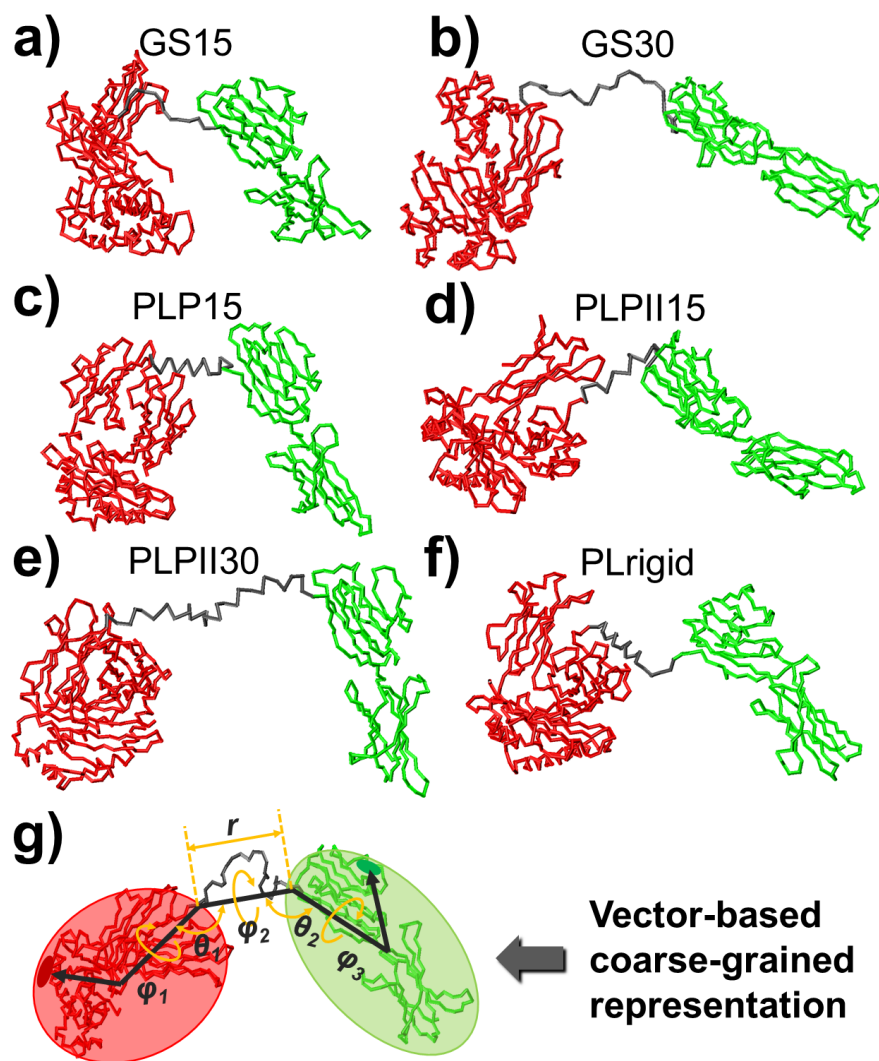 a) GS15
b) GS30
c) PLP15
d) PLPII15
e) PLPII30
f) PLrigid
g)
r
θ1
φ2
θ2
φ1
φ3
Vector-based
coarse-grained
representation